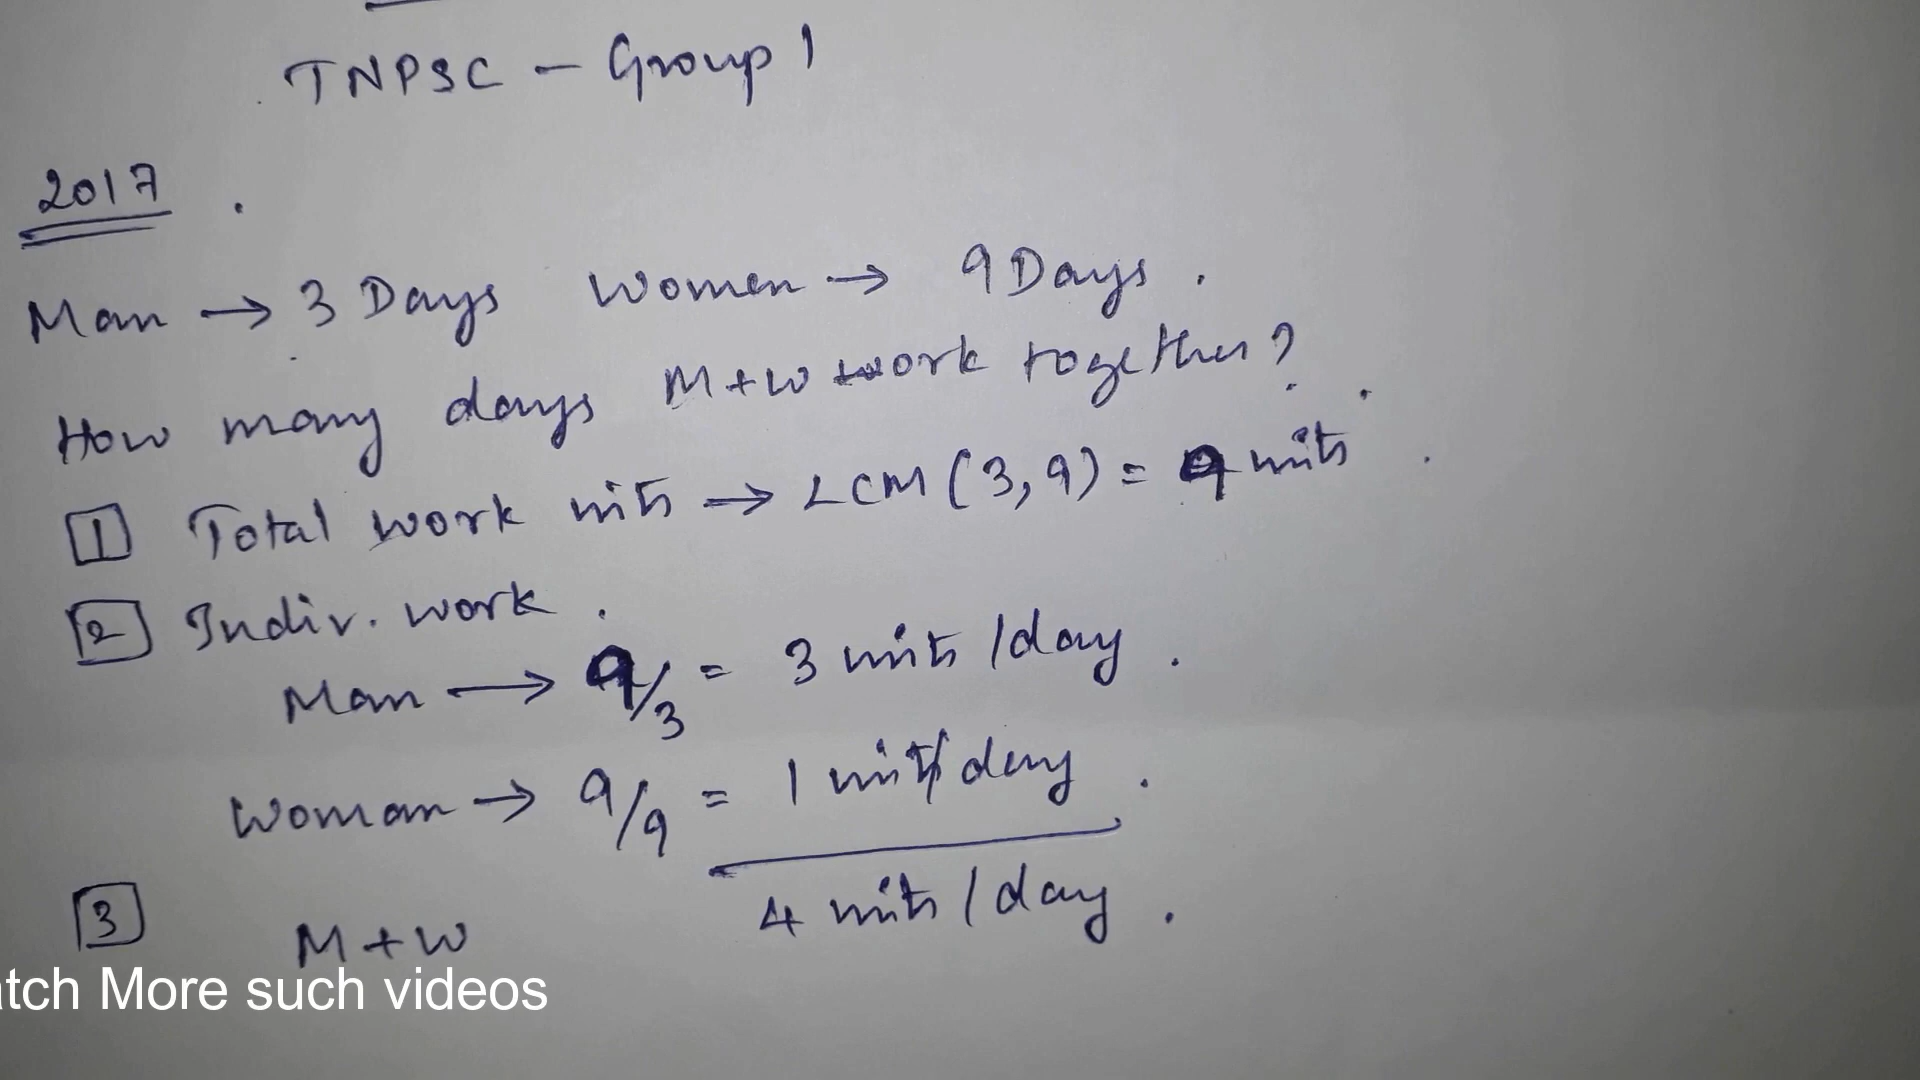 TNPSC - Group 1
2017 .
Man → 3 Days Women → 9 Days .
How many days M+W work together?
1 Total work units → LCM (3,9) = 9 units .
2 Indiv. work .
Man → 9/3 = 3 units /day .
Woman → 9/9 = 1 unit/day .
3 M+W 4 units /day .
atch More such videos